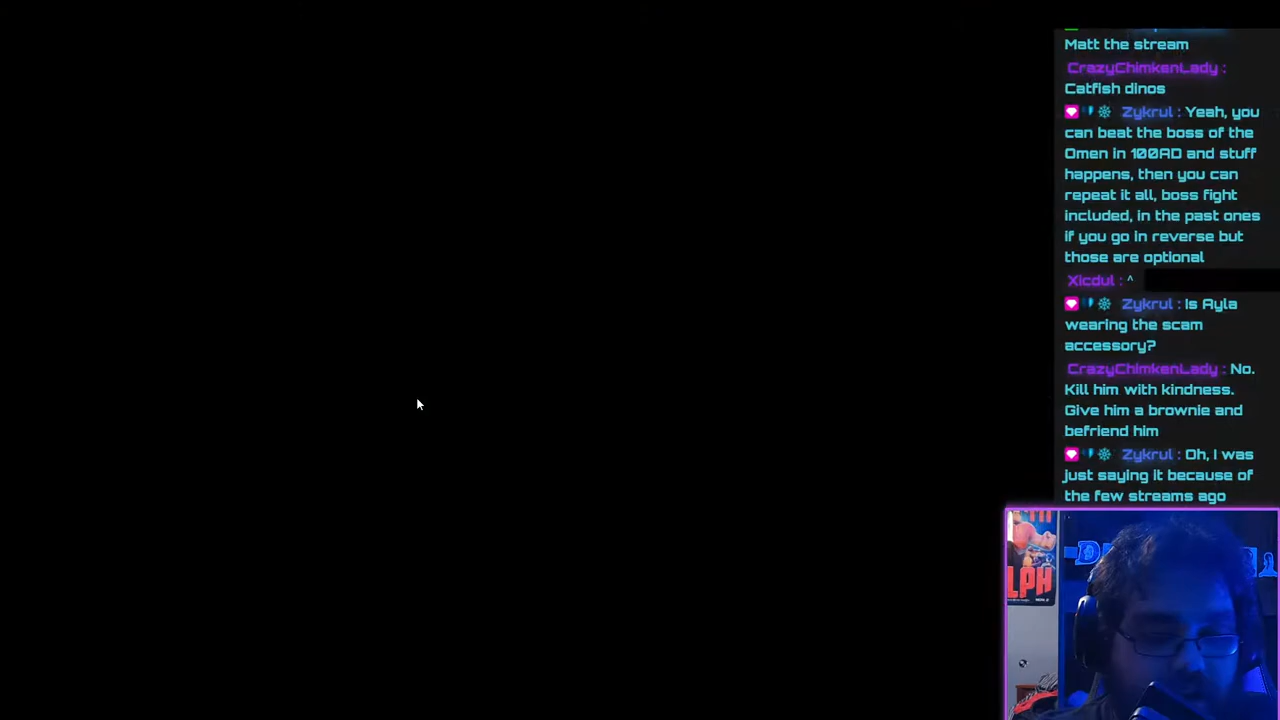 Matt the stream
CrazyChimkenLady :
Catfish dinos
Zykrul : Yeah, you
can beat the boss of the
Omen in 100AD and stuff
happens, then you can
repeat it all, boss fight
included, in the past ones
if you go in reverse but
those are optional
Xicdul : ^
Zykrul : Is Ayla
wearing the scam
accessory?
CrazyChimkenLady : No.
Kill him with kindness.
Give him a brownie and
befriend him
Zykrul : Oh, I was
just saying it because of
the few streams ago
LPH